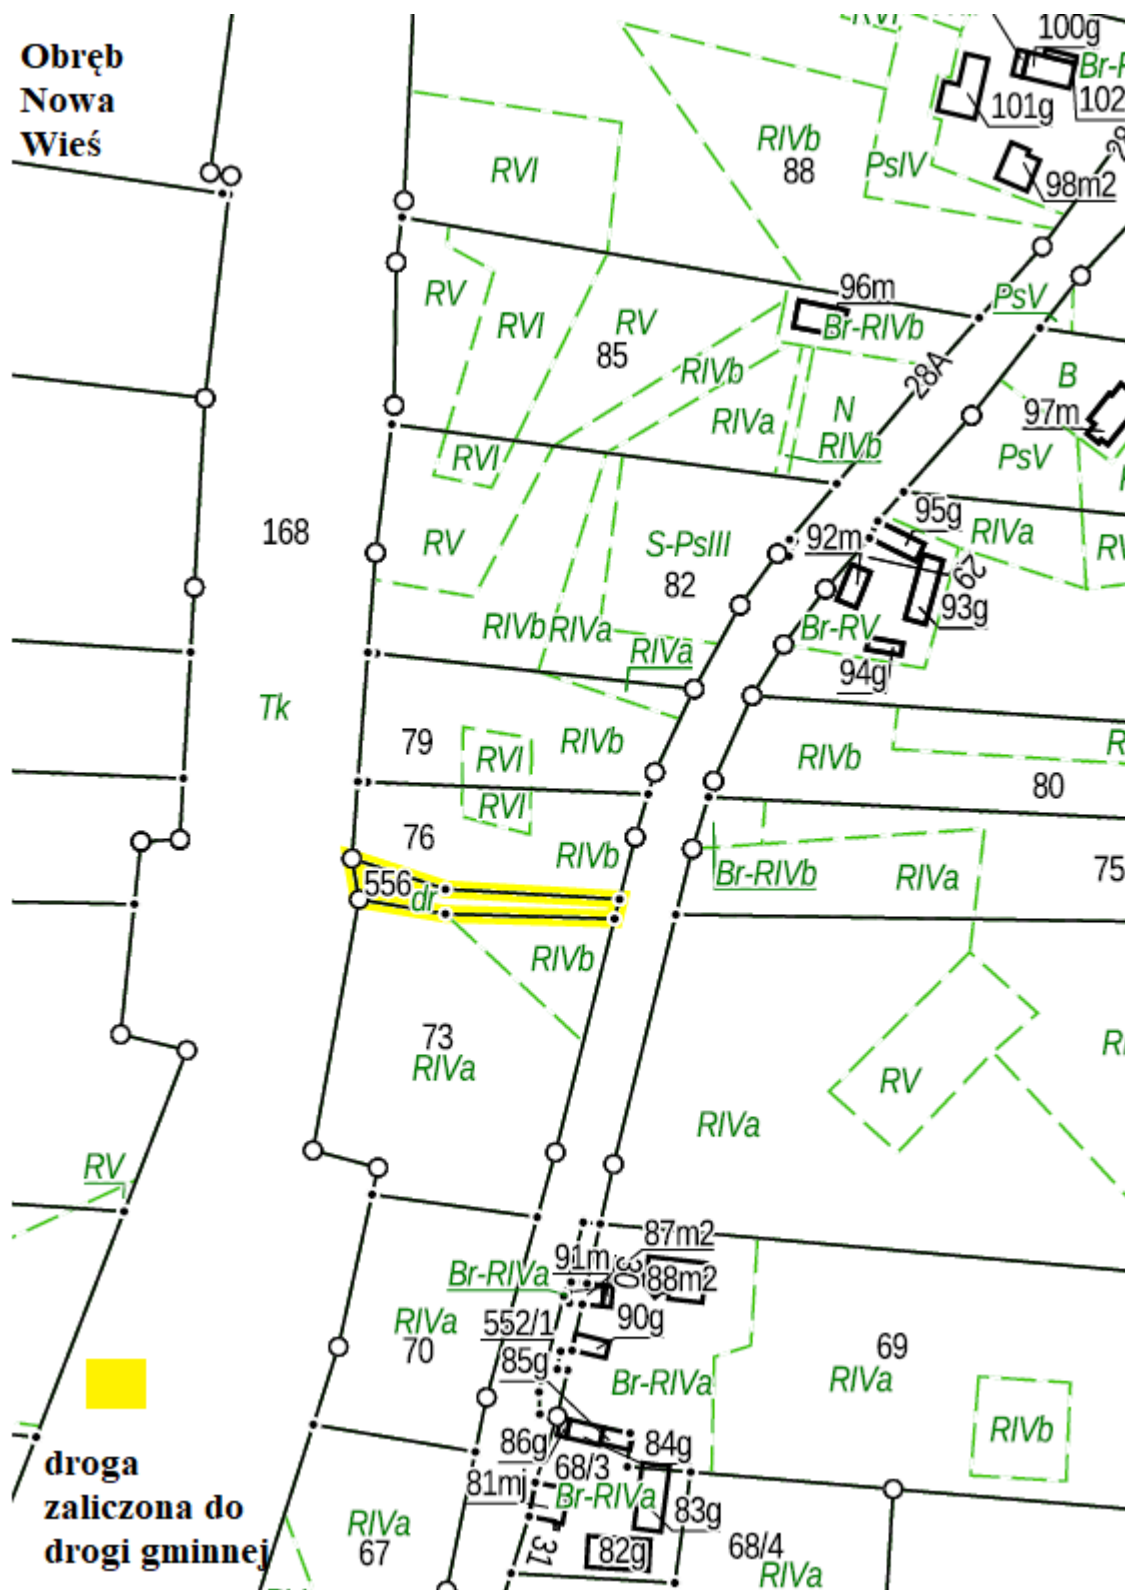 Obręb
Nowa
Wieś
100g
Br-R
101g
102
RIVb
88
PsIV
98m2
RVI
RV
RVI
RV
85
96m
Br-RIVb
PsV
RIVb
RIVa
N
RIVb
28A
B
97m
PsV
RVI
168
RV
S-PsIII
82
92m
95g
RIVa
29
93g
Br-RV
94g
RIVb
RIVa
RIVa
Tk
79
RVI
RIVb
RIVb
80
RVI
76
RIVb
Br-RIVb
RIVa
75
556
dr
RIVb
73
RIVa
RV
RIVa
RV
87m2
91m
30
88m2
Br-RIVa
552/1
90g
RIVa
70
85g
69
Br-RIVa
RIVa
RIVb
86g
84g
68/3
81mj
Br-RIVa
83g
RIVa
67
31
82g
68/4
RIVa
droga
zaliczona do
drogi gminnej